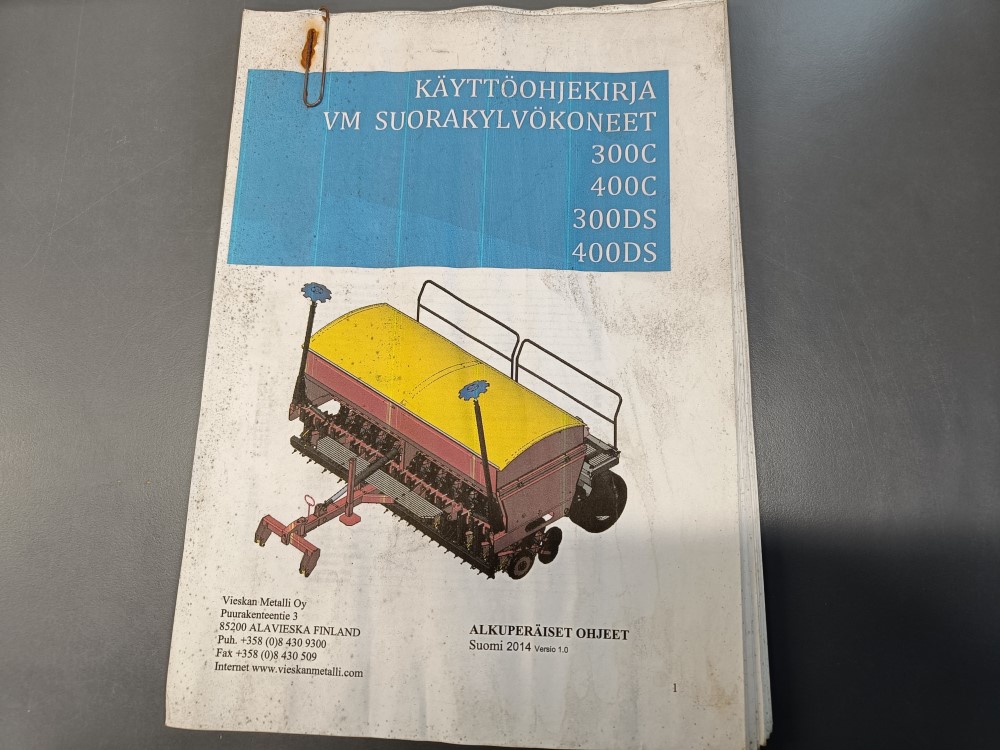 KÄYTTÖOHJEKIRJA
VM SUORAKYLVÖKONEET
300C
400C
300DS
400DS
Vieskan Metalli Oy
Puurakenteentie 3
85200 ALAVIESKA FINLAND
Puh. +358 (0)8 430 9300
Fax +358 (0)8 430 509
Internet www.vieskanmetalli.com
ALKUPERÄISET OHJEET
Suomi 2014 Versio 1.0
1